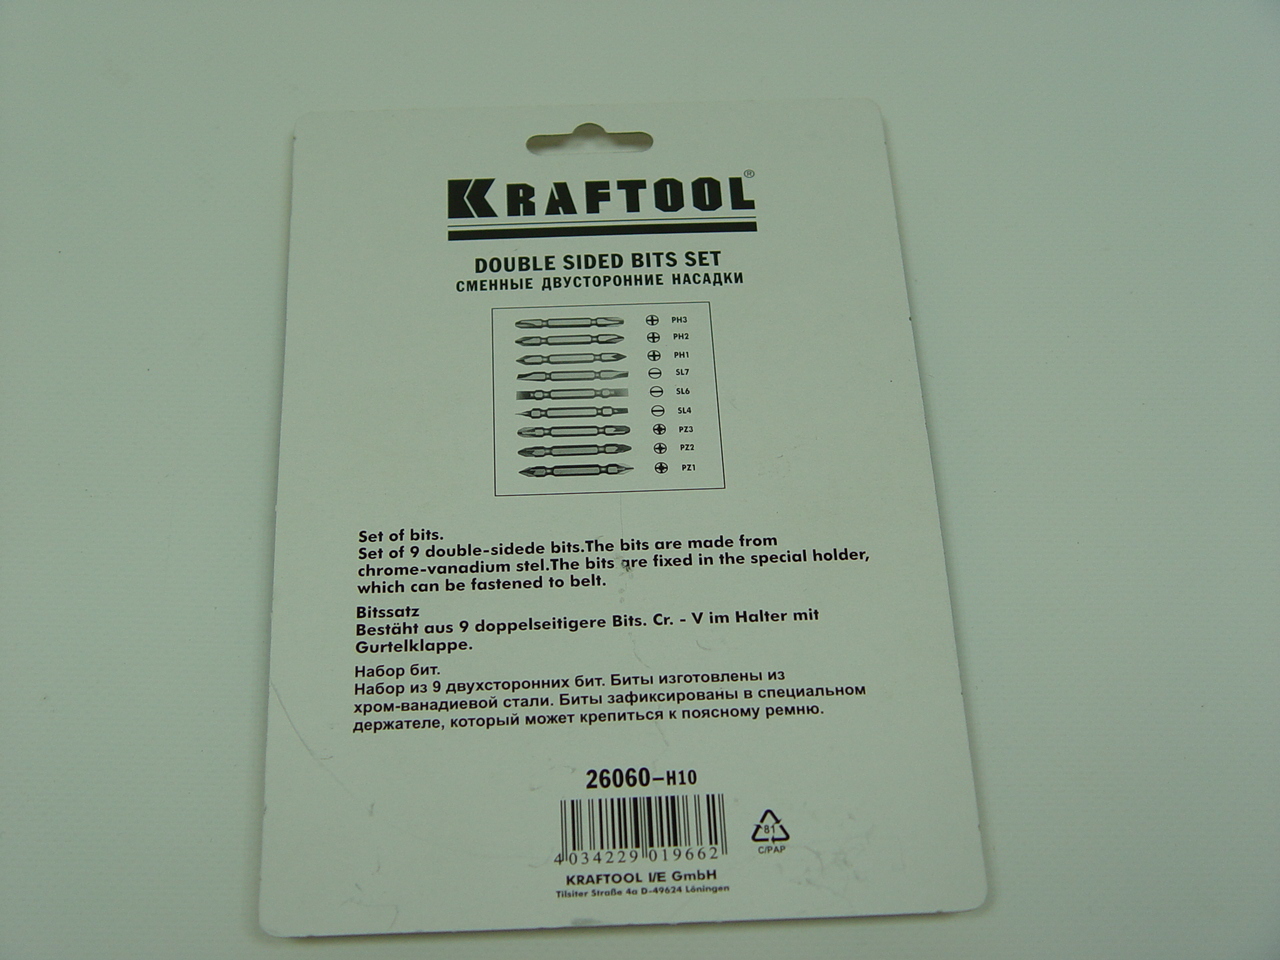 KRAFTOOL®
DOUBLE SIDED BITS SET
СМЕННЫЕ ДВУСТОРОННИЕ НАСАДКИ
PH3
PH2
PH1
SL7
SL6
SL4
PZ3
PZ2
PZ1
Set of bits.
Set of 9 double-sidede bits.The bits are made from
chrome-vanadium stel.The bits are fixed in the special holder,
which can be fastened to belt.
Bitssatz
Bestäht aus 9 doppelseitigere Bits. Cr. - V im Halter mit
Gurtelklappe.
Набор бит.
Набор из 9 двухсторонних бит. Биты изготовлены из
хром-ванадиевой стали. Биты зафиксированы в специальном
держателе, который может крепиться к поясному ремню.
26060-H10
4 034229 019662
81
C/PAP
KRAFTOOL I/E GmbH
Tilsiter Straße 4a D-49624 Löningen